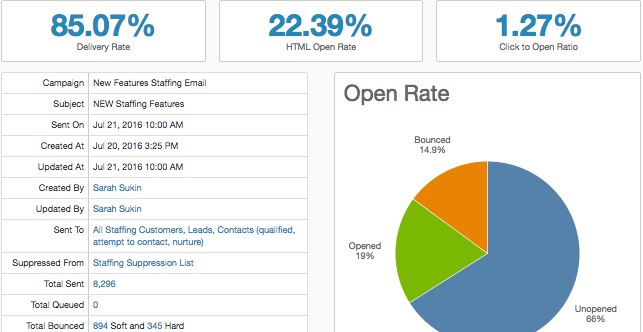 85.07%
Delivery Rate
22.39%
HTML Open Rate
1.27%
Click to Open Ratio
Campaign New Features Staffing Email
Subject NEW Staffing Features
Sent On Jul 21, 2016 10:00 AM
Created At Jul 20, 2016 3:25 PM
Updated At Jul 21, 2016 10:00 AM
Created By Sarah Sukin
Updated By Sarah Sukin
Sent To All Staffing Customers, Leads, Contacts (qualified,
attempt to contact, nurture)
Suppressed From Staffing Suppression List
Total Sent 8,296
Total Queued 0
Total Bounced 894 Soft and 345 Hard
Open Rate
Bounced
14.9%
Opened
19%
Unopened
66%